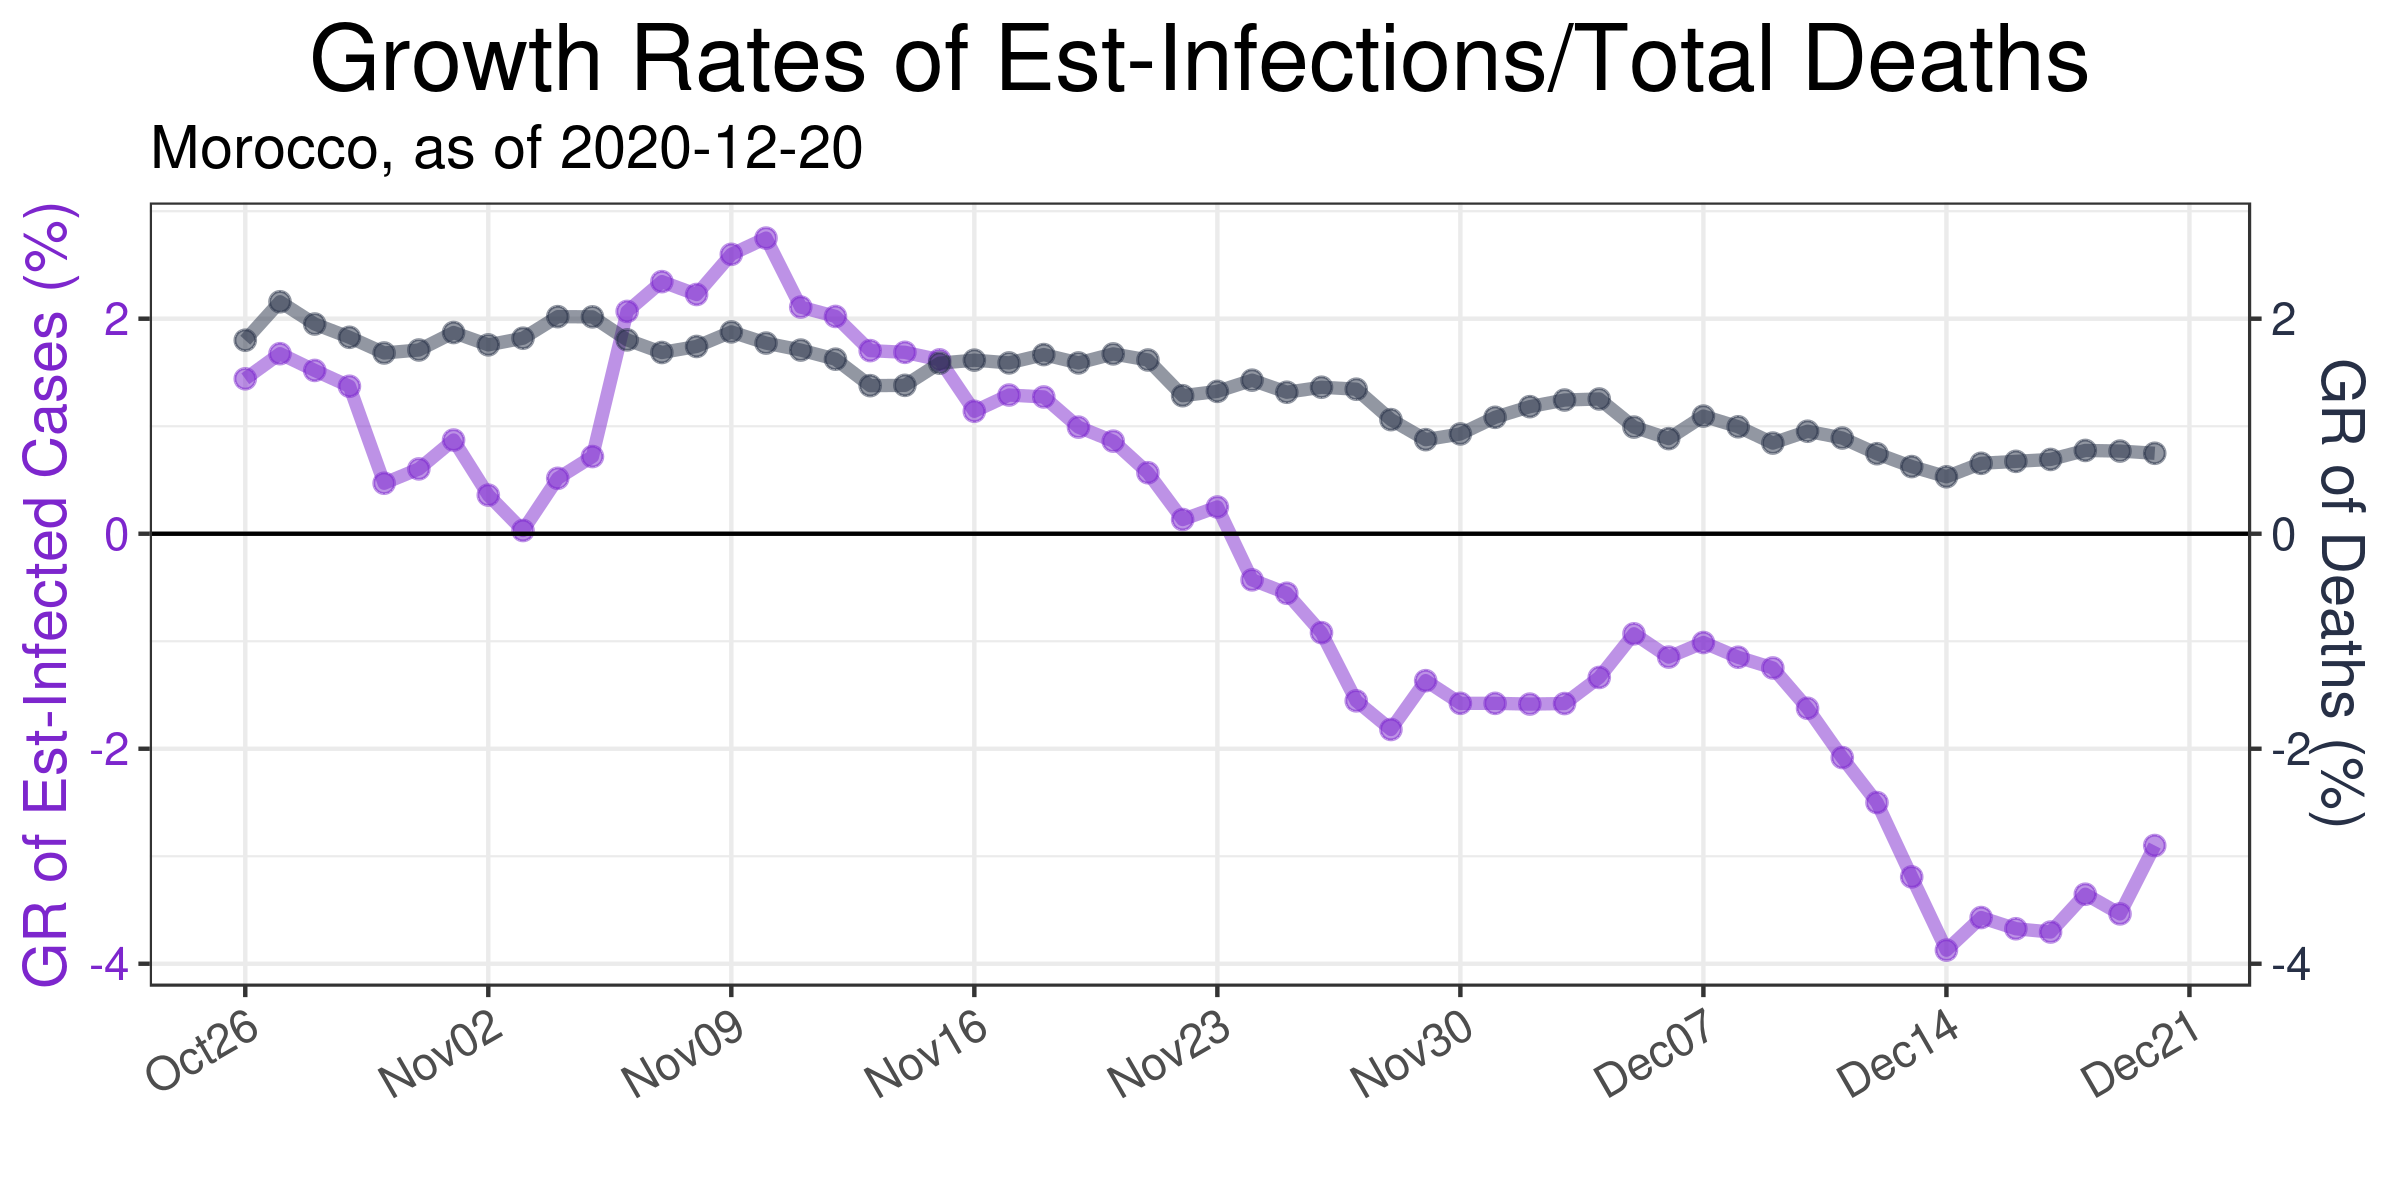 Growth Rates of Est-Infections/Total Deaths
Morocco, as of 2020-12-20
GR of Est-Infected Cases (%)
2
0
-2
-4
2
0
-2
-4
GR of Deaths (%)
Oct26
Nov02
Nov09
Nov16
Nov23
Nov30
Dec07
Dec14
Dec21